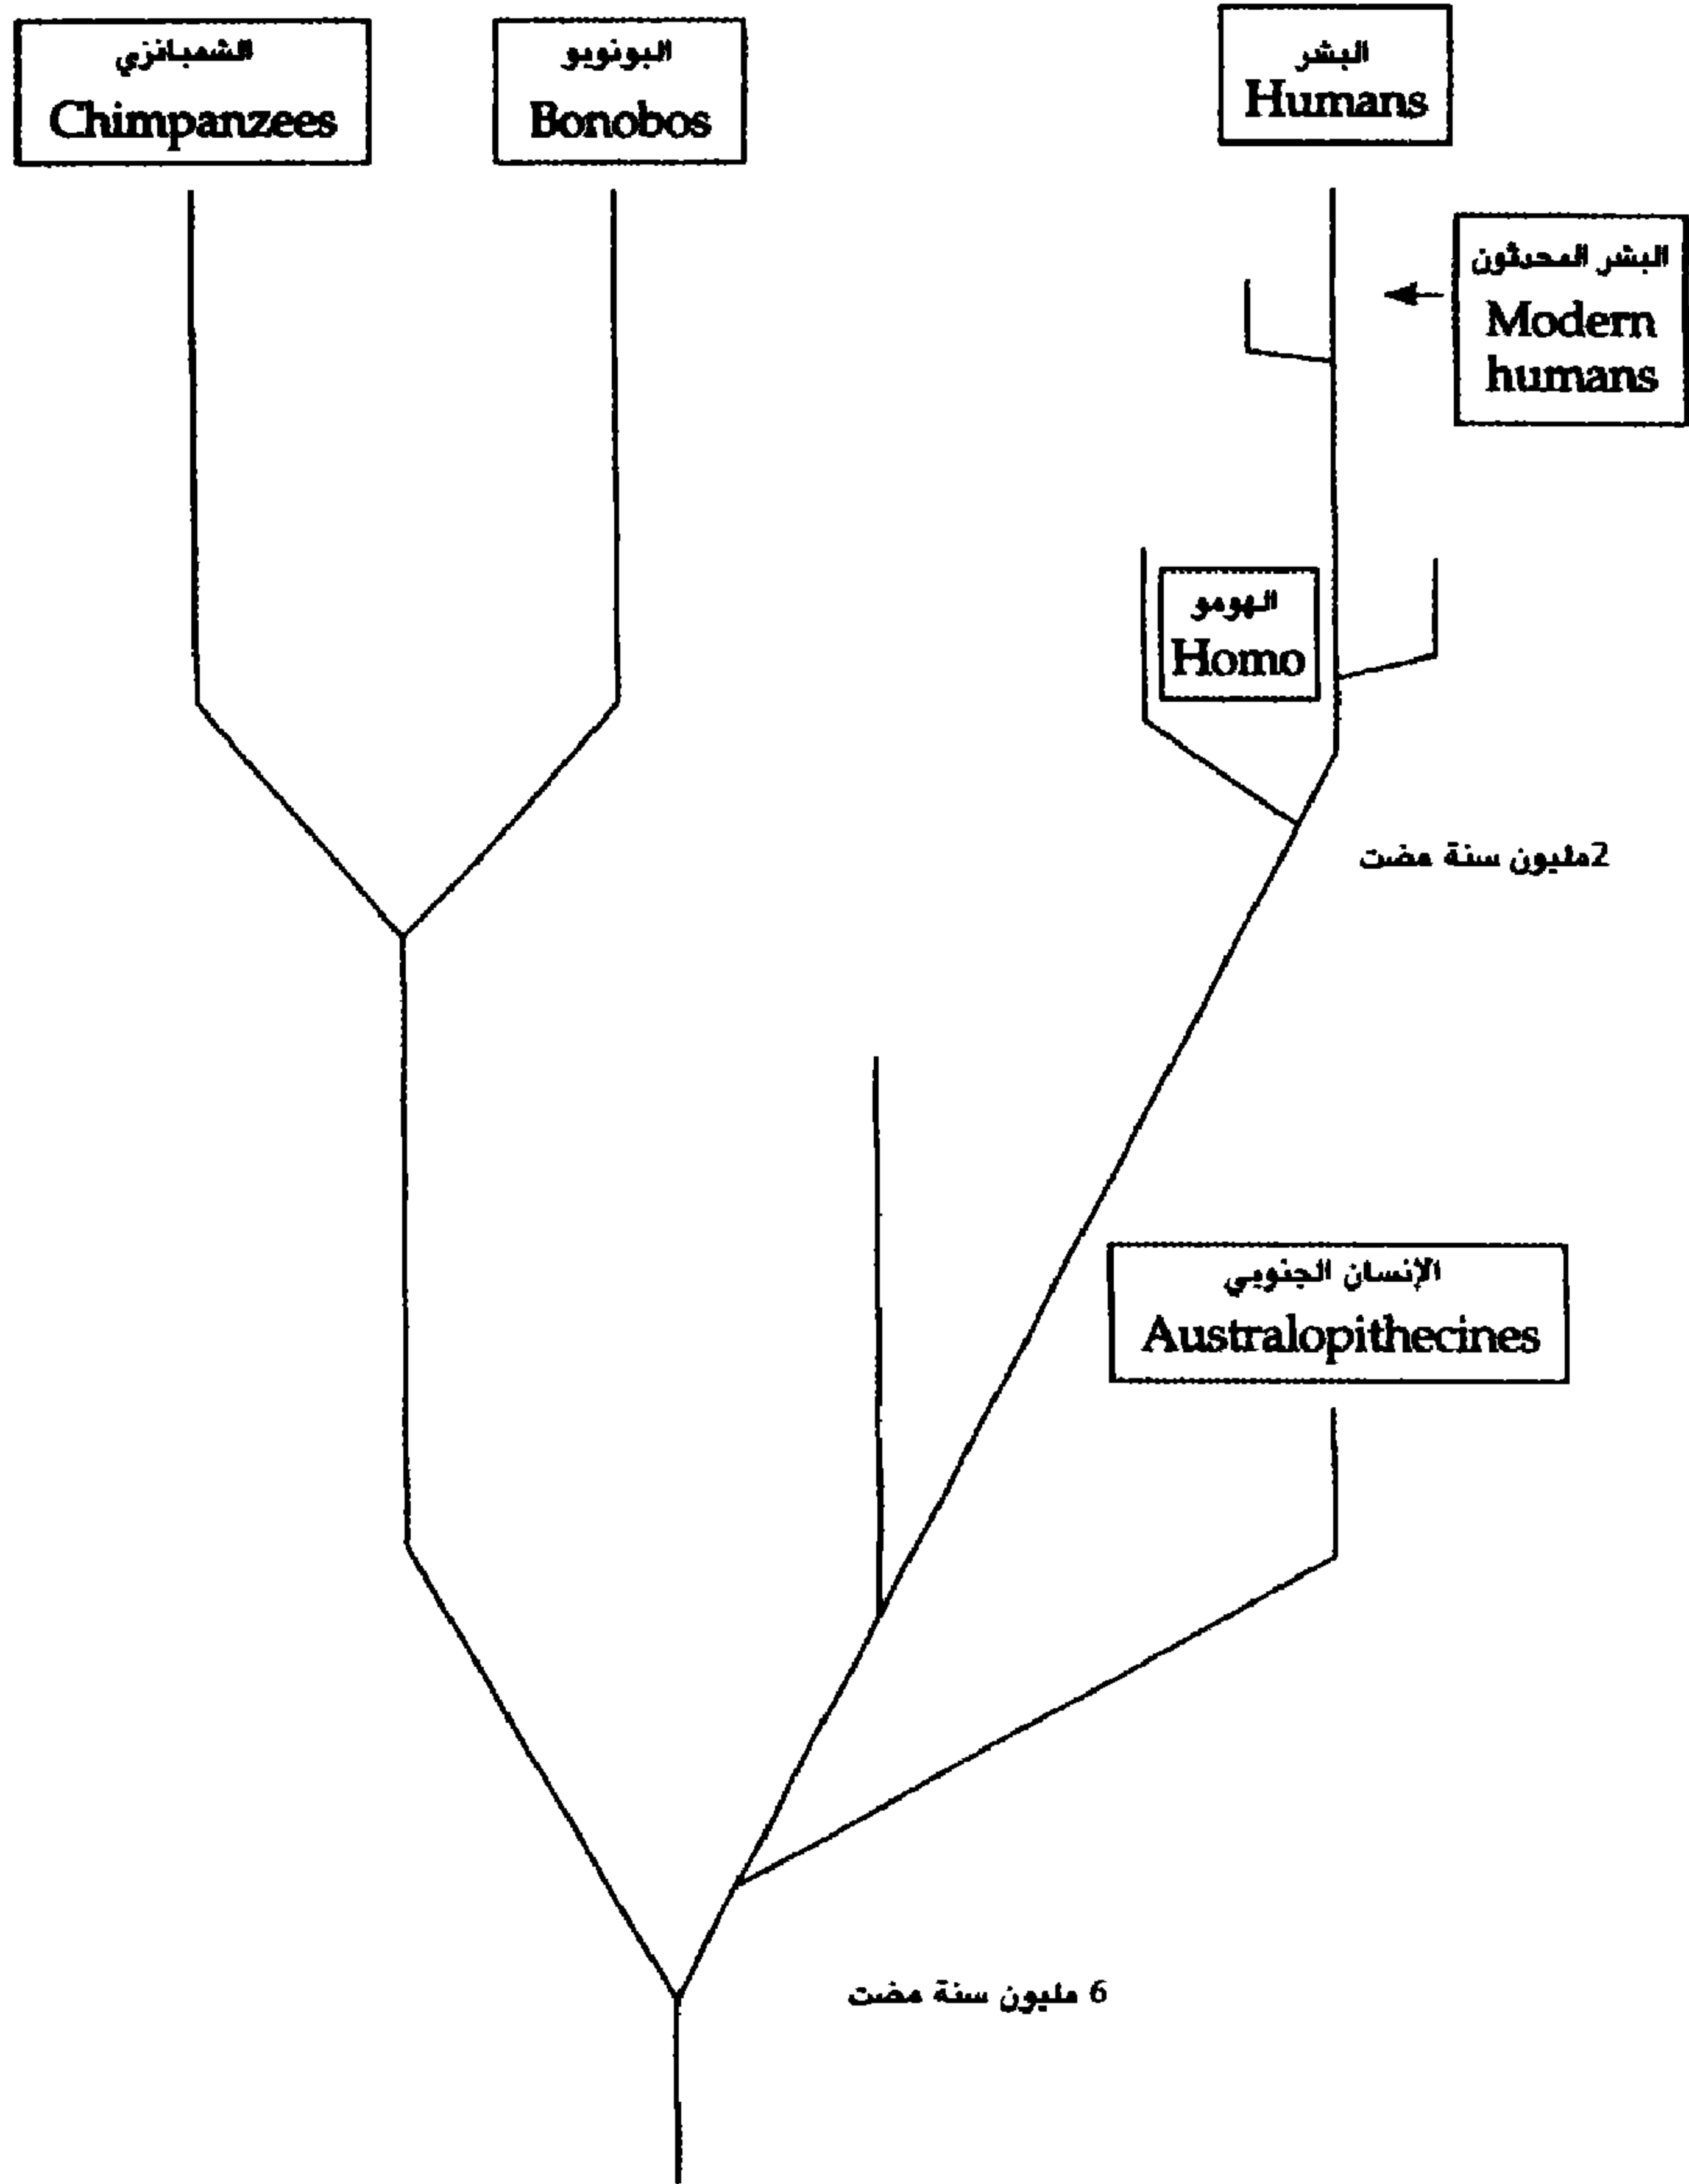 الشمبانزي
Chimpanzees
البونوبو
Bonobos
البشر
Humans
البشر المحدثون
Modern
humans
الهومو
Homo
2مليون سنة مضت
الإنسان الجنوبي
Australopithecines
6 مليون سنة مضت